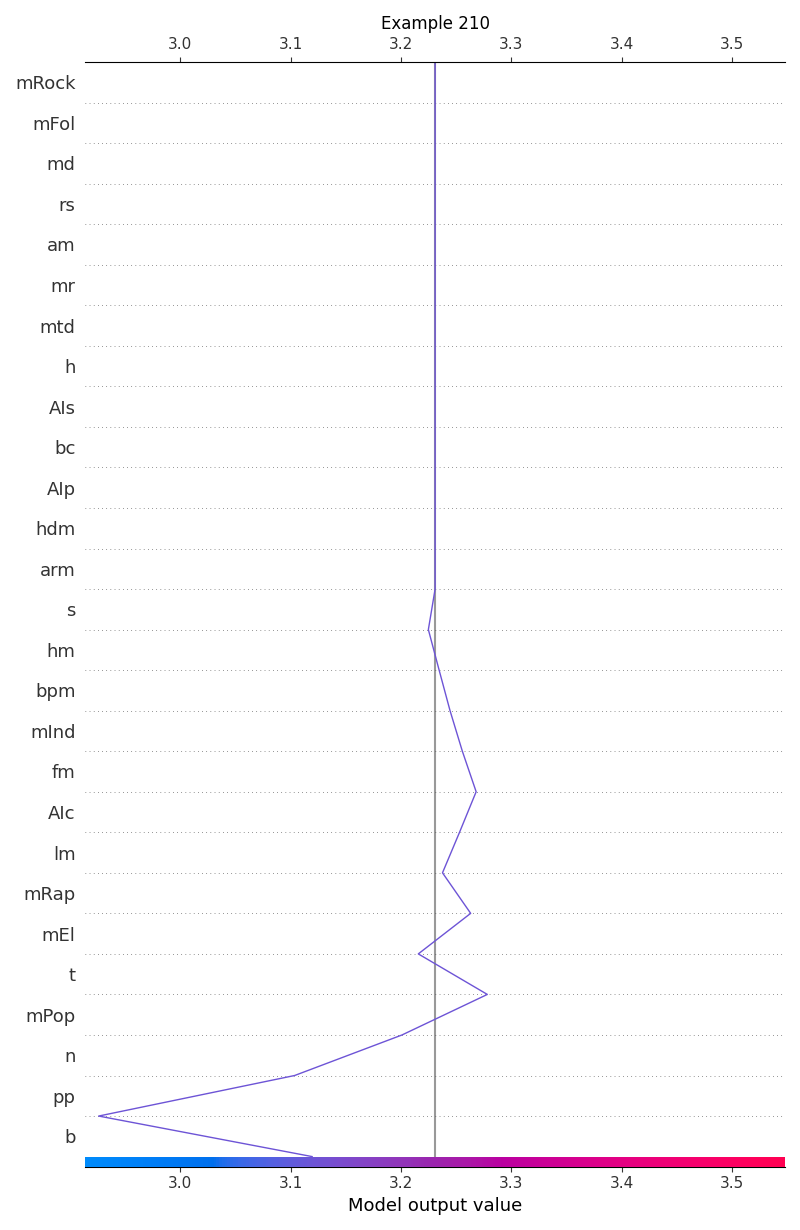 Example 210
3.0 3.1 3.2 3.3 3.4 3.5
mRock
mFol
md
rs
am
mr
mtd
h
AIs
bc
AIp
hdm
arm
s
hm
bpm
mInd
fm
AIc
lm
mRap
mEl
t
mPop
n
pp
b
3.0 3.1 3.2 3.3 3.4 3.5
Model output value